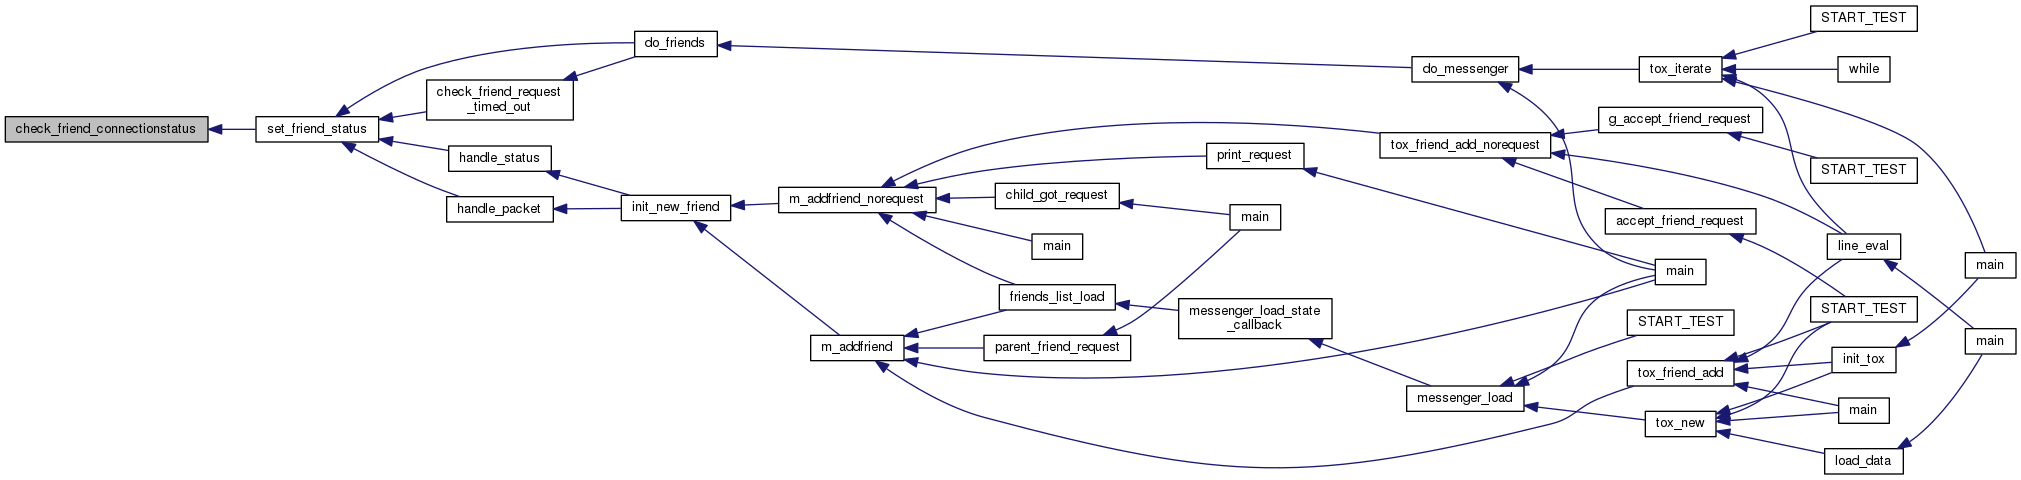 check_friend_connectionstatus
set_friend_status
do_friends
check_friend_request
_timed_out
handle_status
handle_packet
init_new_friend
m_addfriend_norequest
m_addfriend
print_request
child_got_request
main
main
friends_list_load
parent_friend_request
messenger_load_state
_callback
do_messenger
tox_friend_add_norequest
messenger_load
tox_iterate
g_accept_friend_request
accept_friend_request
main
START_TEST
tox_friend_add
tox_new
START_TEST
while
START_TEST
line_eval
START_TEST
init_tox
main
load_data
main
main